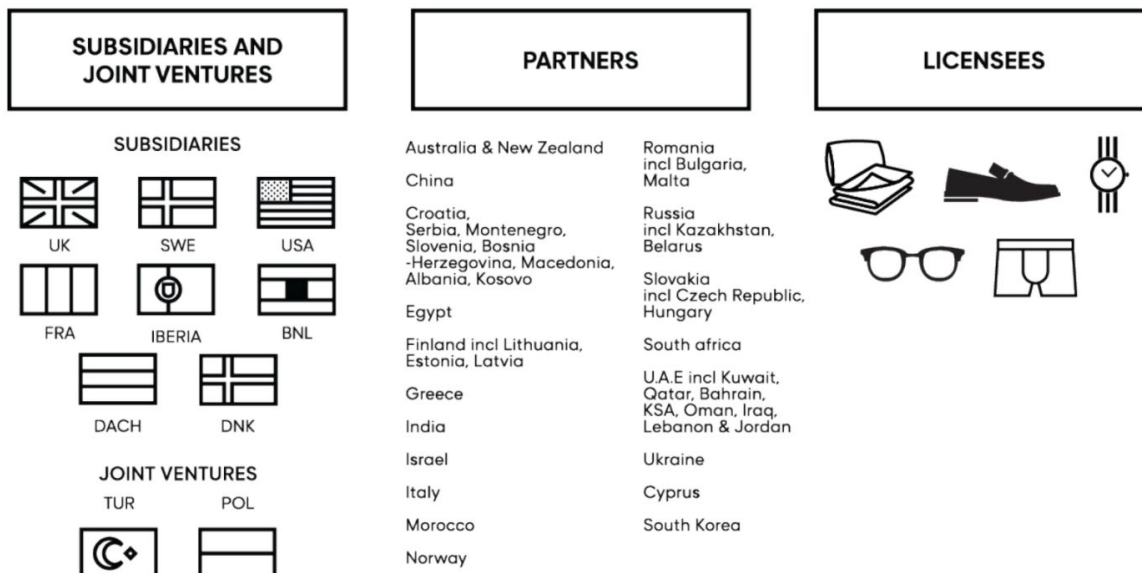 SUBSIDIARIES AND
JOINT VENTURES
SUBSIDIARIES
UK
SWE
USA
FRA
IBERIA
BNL
DACH
DNK
JOINT VENTURES
TUR
POL
PARTNERS
Australia & New Zealand
China
Croatia,
Serbia, Montenegro,
Slovenia, Bosnia
-Herzegovina, Macedonia,
Albania, Kosovo
Egypt
Finland incl Lithuania,
Estonia, Latvia
Greece
India
Israel
Italy
Morocco
Norway
Romania
incl Bulgaria,
Malta
Russia
incl Kazakhstan,
Belarus
Slovakia
incl Czech Republic,
Hungary
South africa
U.A.E incl Kuwait,
Qatar, Bahrain,
KSA, Oman, Iraq,
Lebanon & Jordan
Ukraine
Cyprus
South Korea
LICENSEES